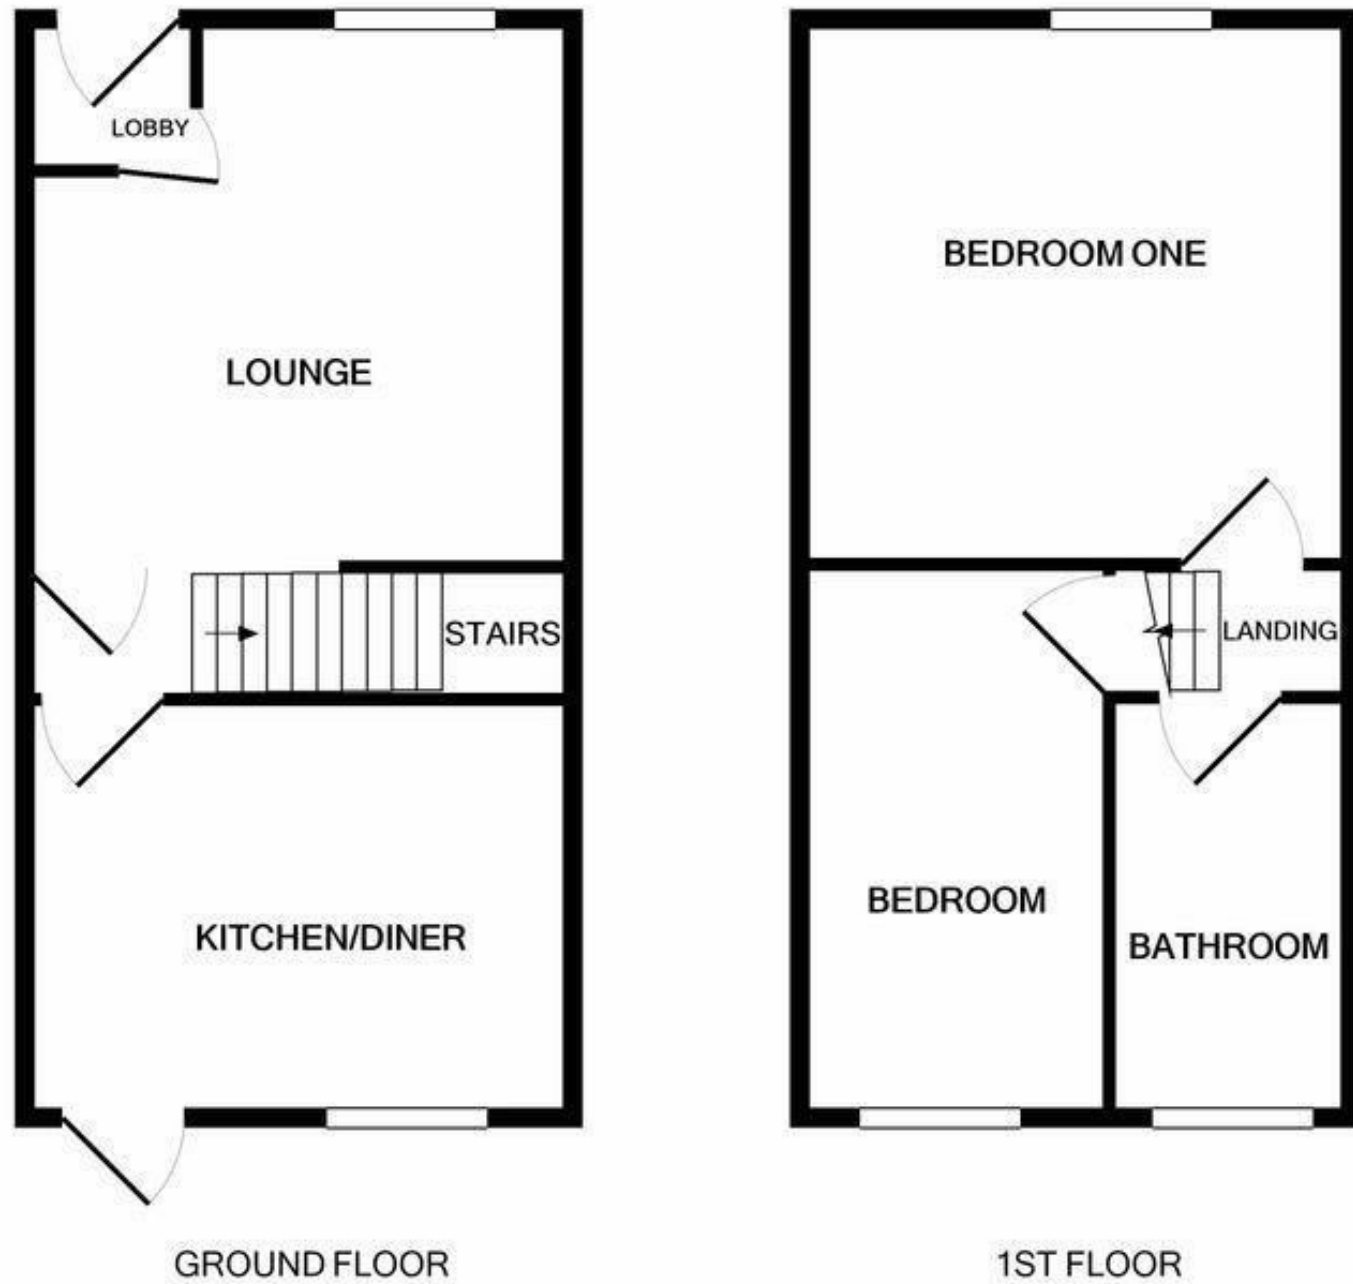 LOBBY
LOUNGE
STAIRS
KITCHEN/DINER
GROUND FLOOR
BEDROOM ONE
LANDING
BEDROOM
BATHROOM
1ST FLOOR